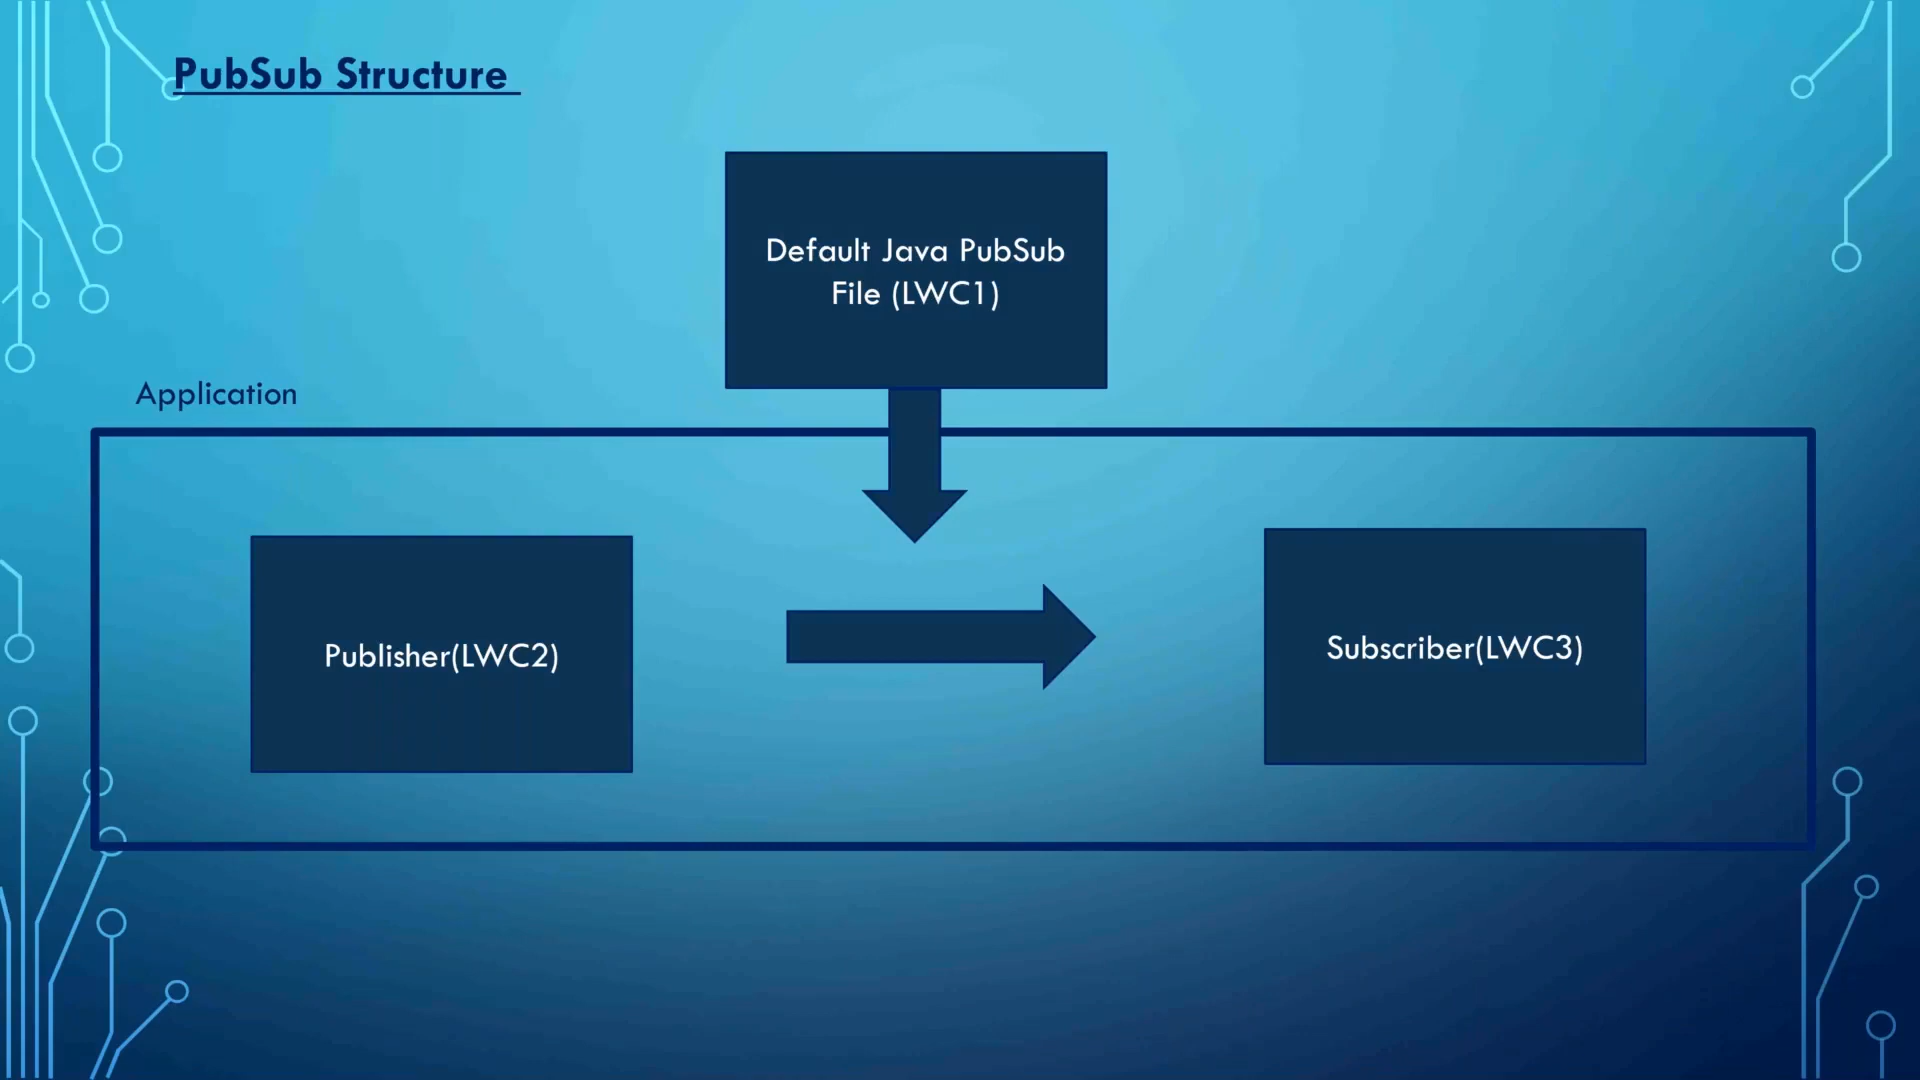 PubSub Structure
Default Java PubSub
File (LWC1)
Application
Publisher(LWC2)
Subscriber(LWC3)